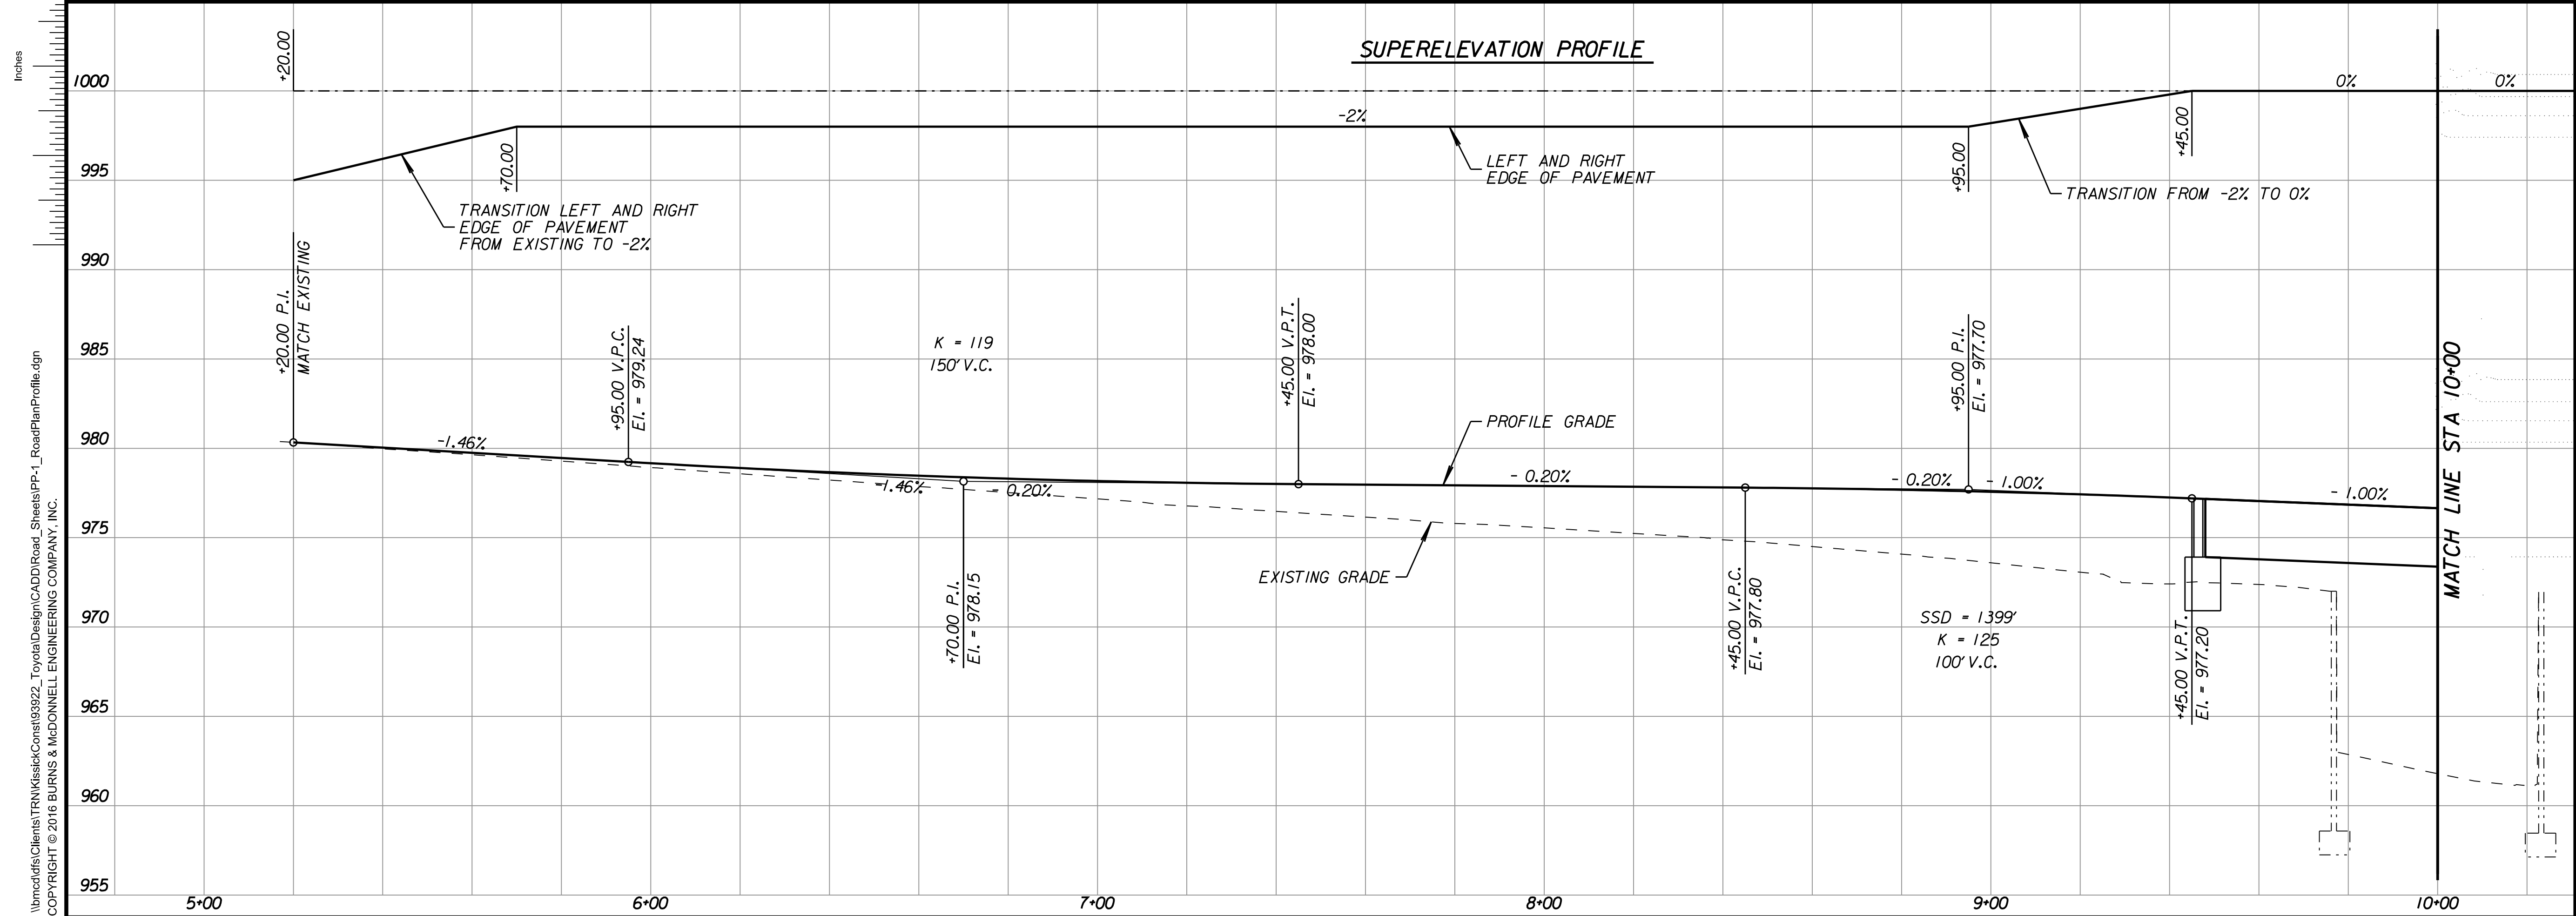 Inches
\\bmcd\dfs\Clients\TRN\KissickConst\93922_Toyota\Design\CADD\Road_Sheets\PP-1_RoadPlanProfile.dgn
COPYRIGHT © 2016 BURNS & McDONNELL ENGINEERING COMPANY, INC.
SUPERELEVATION PROFILE
+20.00
1000
0%
0%
-2%
+70.00
+95.00
+45.00
LEFT AND RIGHT
EDGE OF PAVEMENT
995
TRANSITION FROM -2% TO 0%
TRANSITION LEFT AND RIGHT
EDGE OF PAVEMENT
FROM EXISTING TO -2%
990
+20.00 P.I.
MATCH EXISTING
+95.00 V.P.C.
El. = 979.24
K = 119
150' V.C.
+45.00 V.P.T.
El. = 978.00
+95.00 P.I.
El. = 977.70
985
MATCH LINE STA 10+00
PROFILE GRADE
980
-1.46%
-1.46%
- 0.20%
- 0.20%
- 0.20%
- 1.00%
- 1.00%
975
EXISTING GRADE
+70.00 P.I.
El. = 978.15
+45.00 V.P.C.
El. = 977.80
970
SSD = 1399'
K = 125
100' V.C.
+45.00 V.P.T.
El. = 977.20
965
960
955
5+00
6+00
7+00
8+00
9+00
10+00